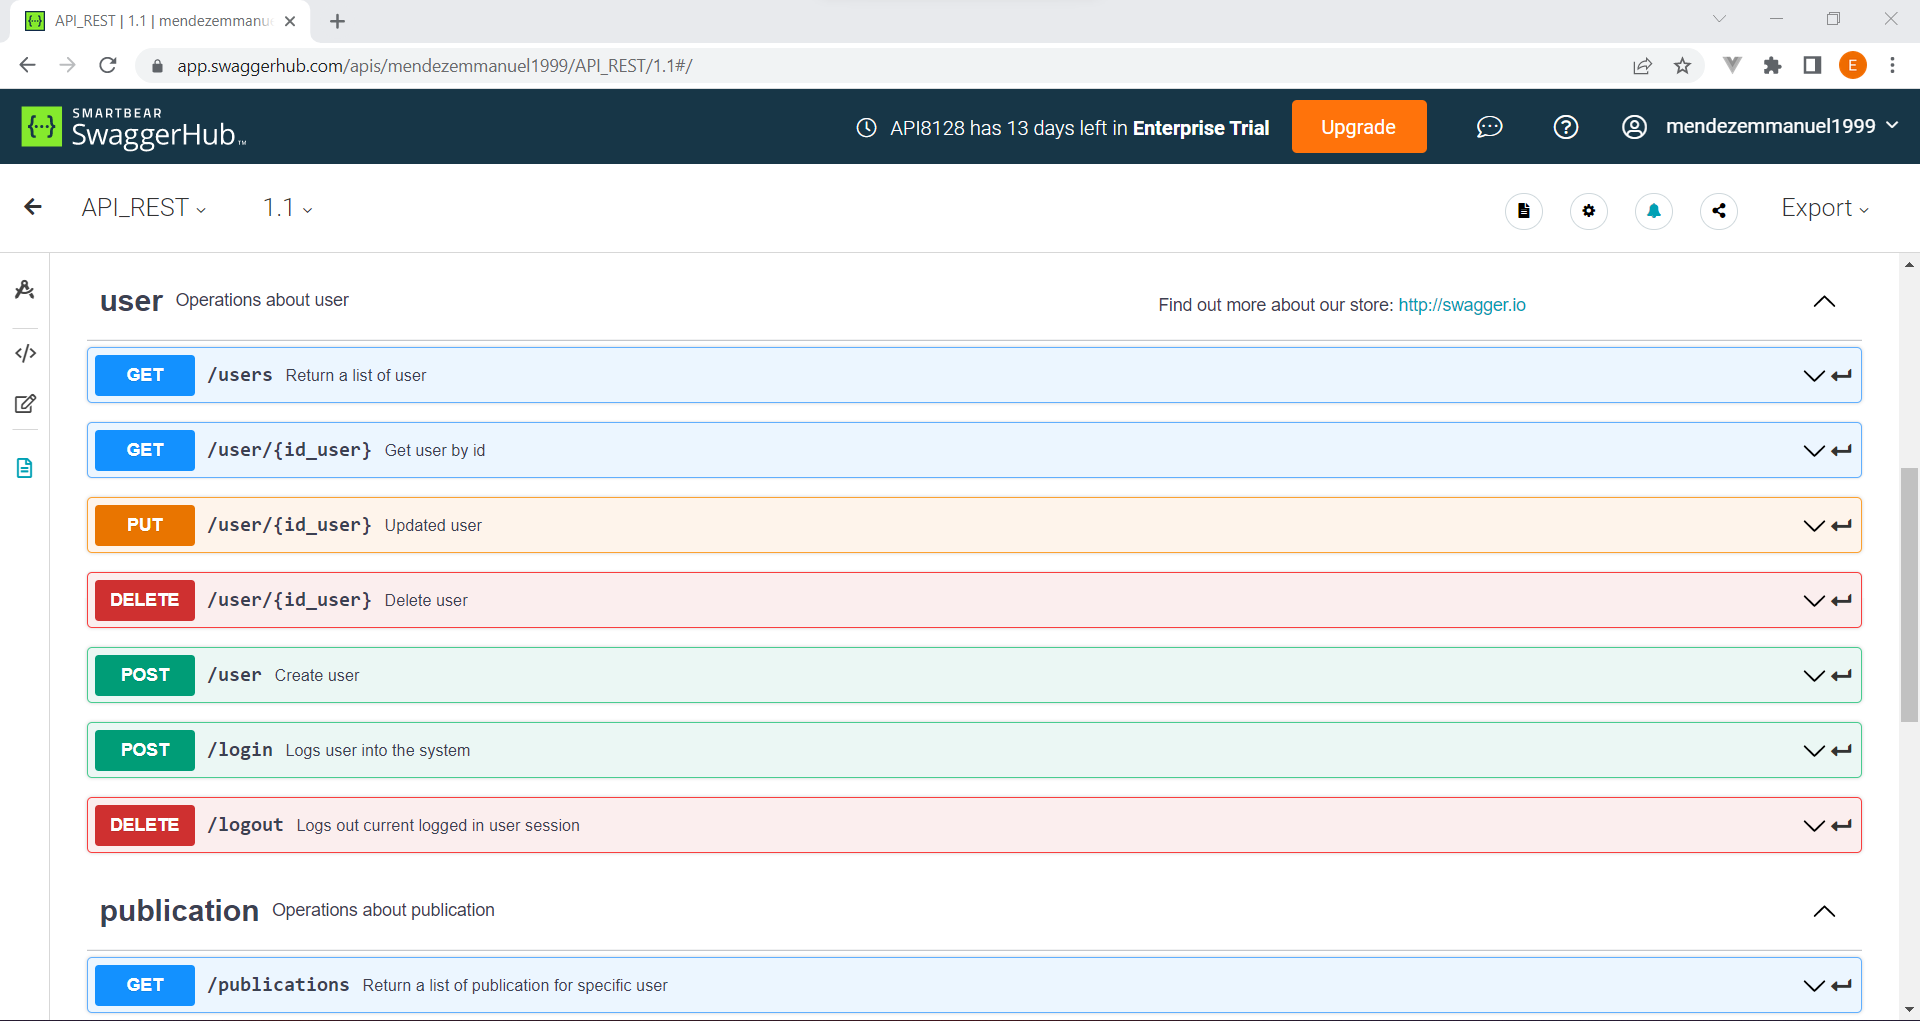 API_REST | 1.1 | mendezemmanu
app.swaggerhub.com/apis/mendezemmanuel1999/API_REST/1.1#/
E
SMARTBEAR
SwaggerHub™
API8128 has 13 days left in Enterprise Trial
Upgrade
mendezemmanuel1999
API_REST
1.1
Export
user Operations about user
Find out more about our store: http://swagger.io
GET /users Return a list of user
GET /user/{id_user} Get user by id
PUT /user/{id_user} Updated user
DELETE /user/{id_user} Delete user
POST /user Create user
POST /login Logs user into the system
DELETE /logout Logs out current logged in user session
publication Operations about publication
GET /publications Return a list of publication for specific user